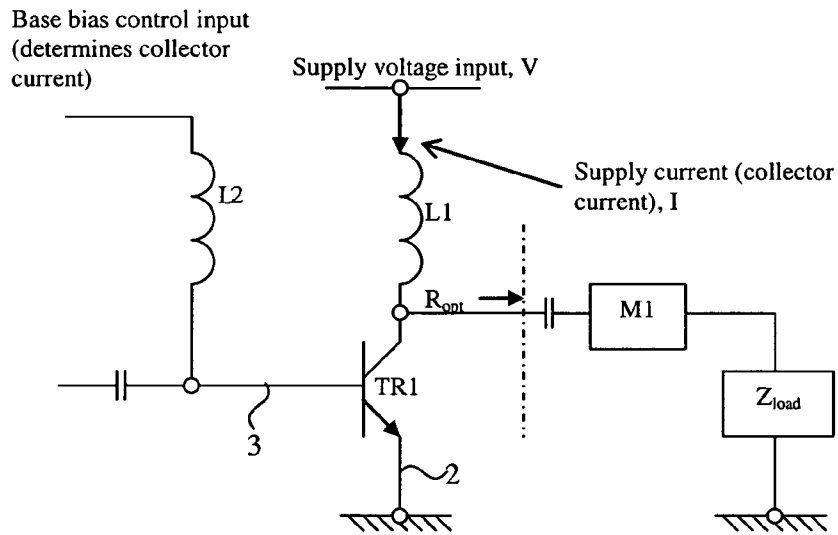 Base bias control input
(determines collector
current)
Supply voltage input, V
Supply current (collector
current), I
L2
L1
R_opt
M1
TR1
Z_load
3
2